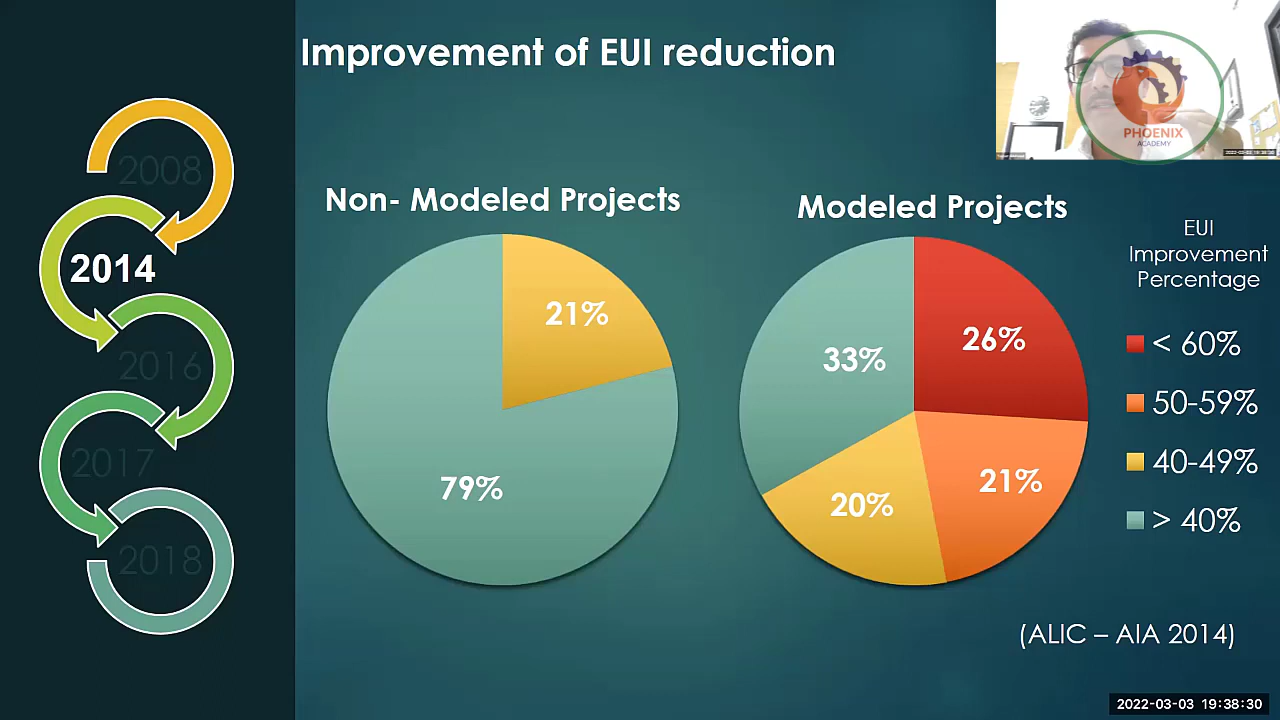 Improvement of EUI reduction
2008
2014
2016
2017
2018
Non- Modeled Projects
21%
79%
Modeled Projects
26%
21%
20%
33%
EUI
Improvement
Percentage
< 60%
50-59%
40-49%
> 40%
(ALIC – AIA 2014)
PHOENIX
ACADEMY
2022-03-03 19:38:30